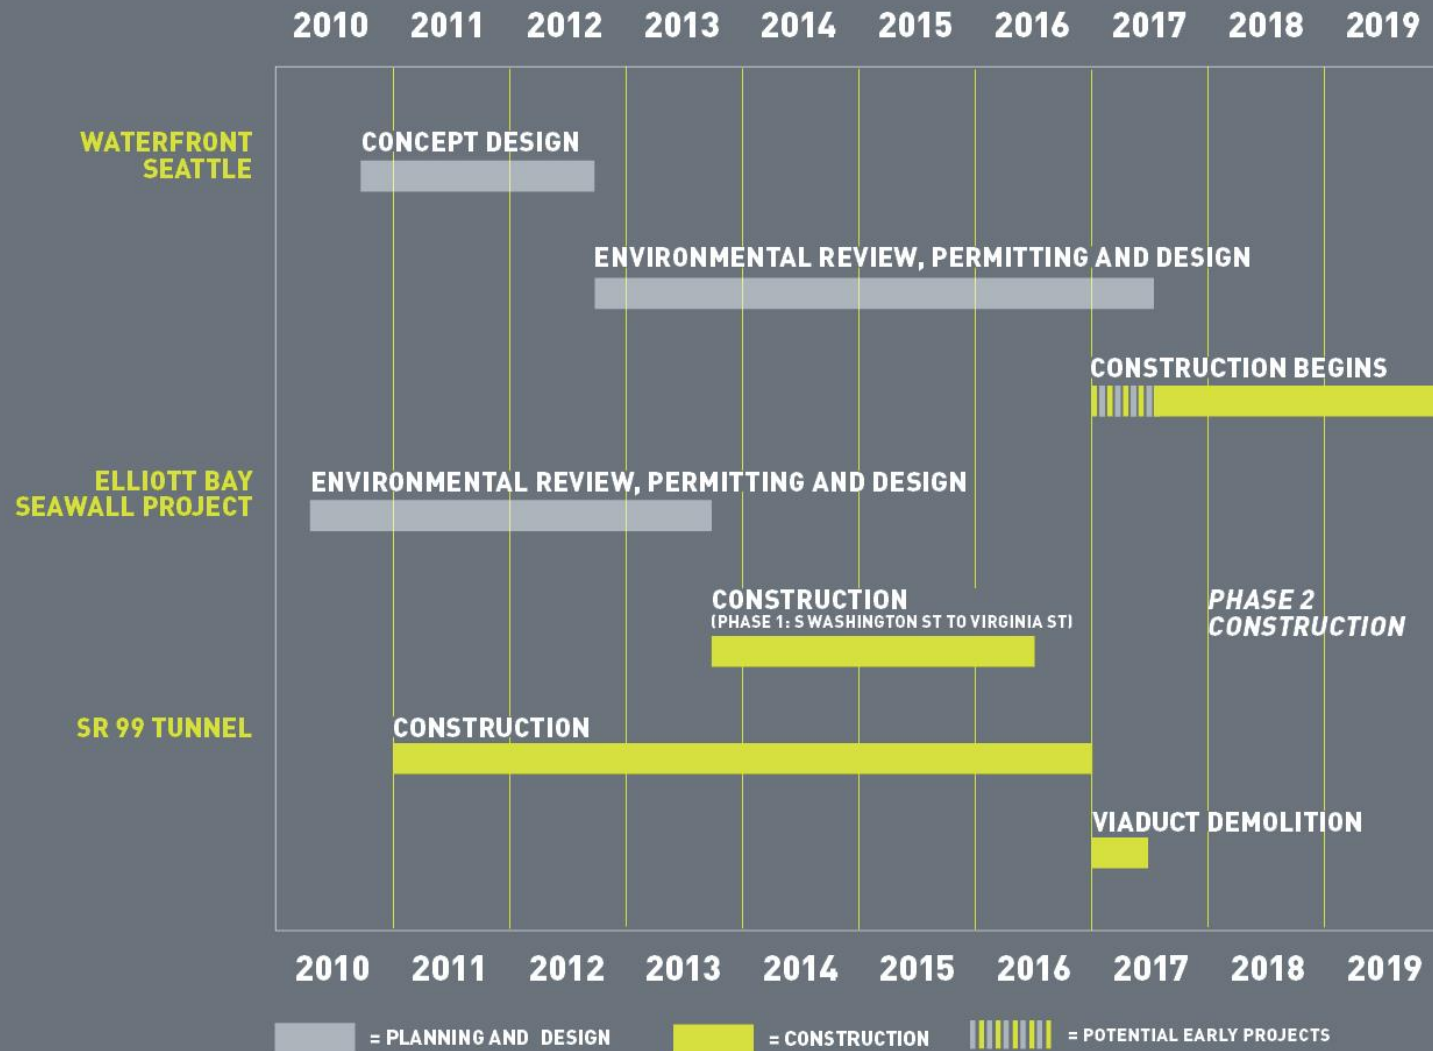 2010 2011 2012 2013 2014 2015 2016 2017 2018 2019
WATERFRONT
SEATTLE
CONCEPT DESIGN
ENVIRONMENTAL REVIEW, PERMITTING AND DESIGN
CONSTRUCTION BEGINS
ELLIOTT BAY
SEAWALL PROJECT
ENVIRONMENTAL REVIEW, PERMITTING AND DESIGN
CONSTRUCTION
(PHASE 1: S WASHINGTON ST TO VIRGINIA ST)
PHASE 2
CONSTRUCTION
SR 99 TUNNEL
CONSTRUCTION
VIADUCT DEMOLITION
2010 2011 2012 2013 2014 2015 2016 2017 2018 2019
= PLANNING AND DESIGN
= CONSTRUCTION
= POTENTIAL EARLY PROJECTS